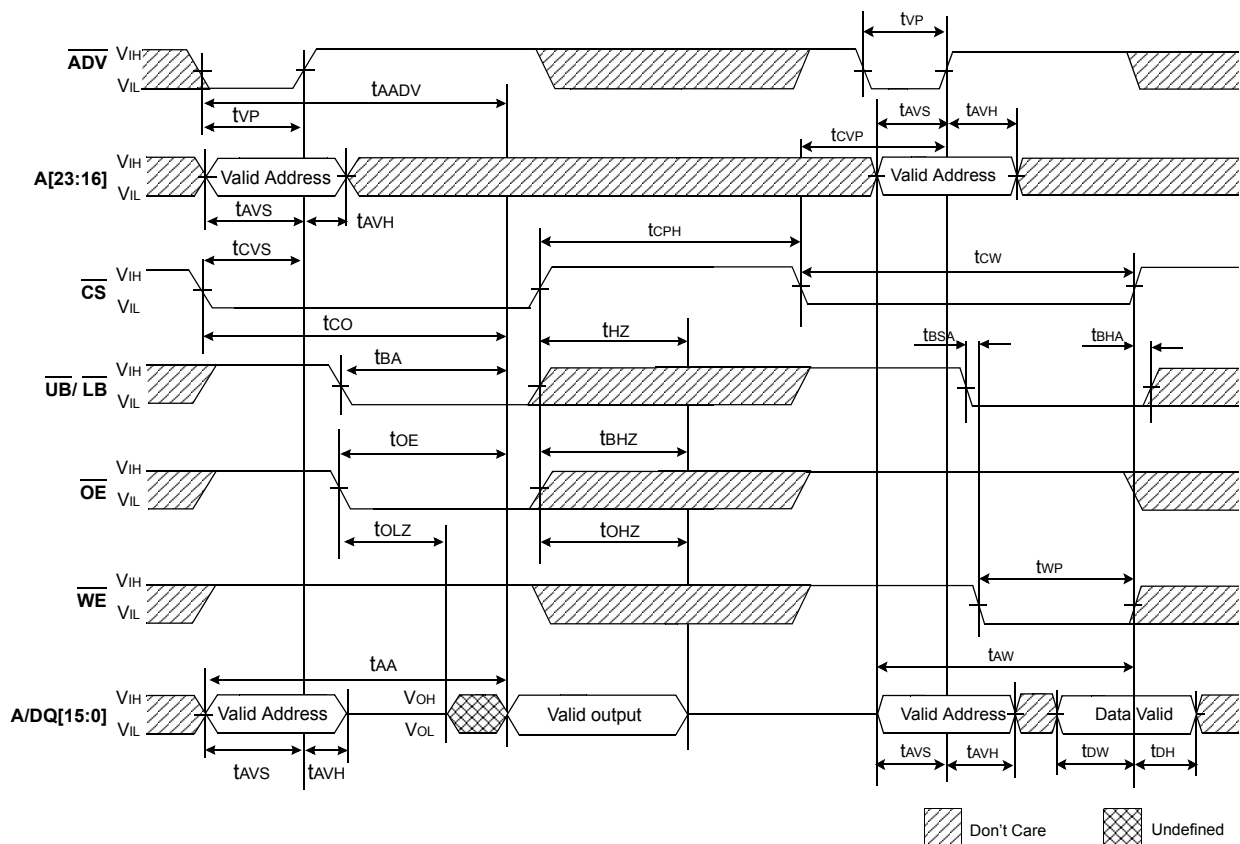 tVP
ADV VIH
VIL
tAADV
tVP
tAVS tAVH
tCVP
A[23:16] VIH
VIL
Valid Address Valid Address
tAVS tAVH
tCPH
tCVS
tCW
CS VIH
VIL
tCO tHZ
tBSA tBHA
tBA
UB/ LB VIH
VIL
tOE tBHZ
OE VIH
VIL
tOLZ tOHZ
tWP
WE VIH
VIL
tAA tAW
A/DQ[15:0] VIH
VIL
Valid Address VOH
VOL
Valid output Valid Address Data Valid
tAVS tAVH tAVS tAVH tDW tDH
Don't Care Undefined